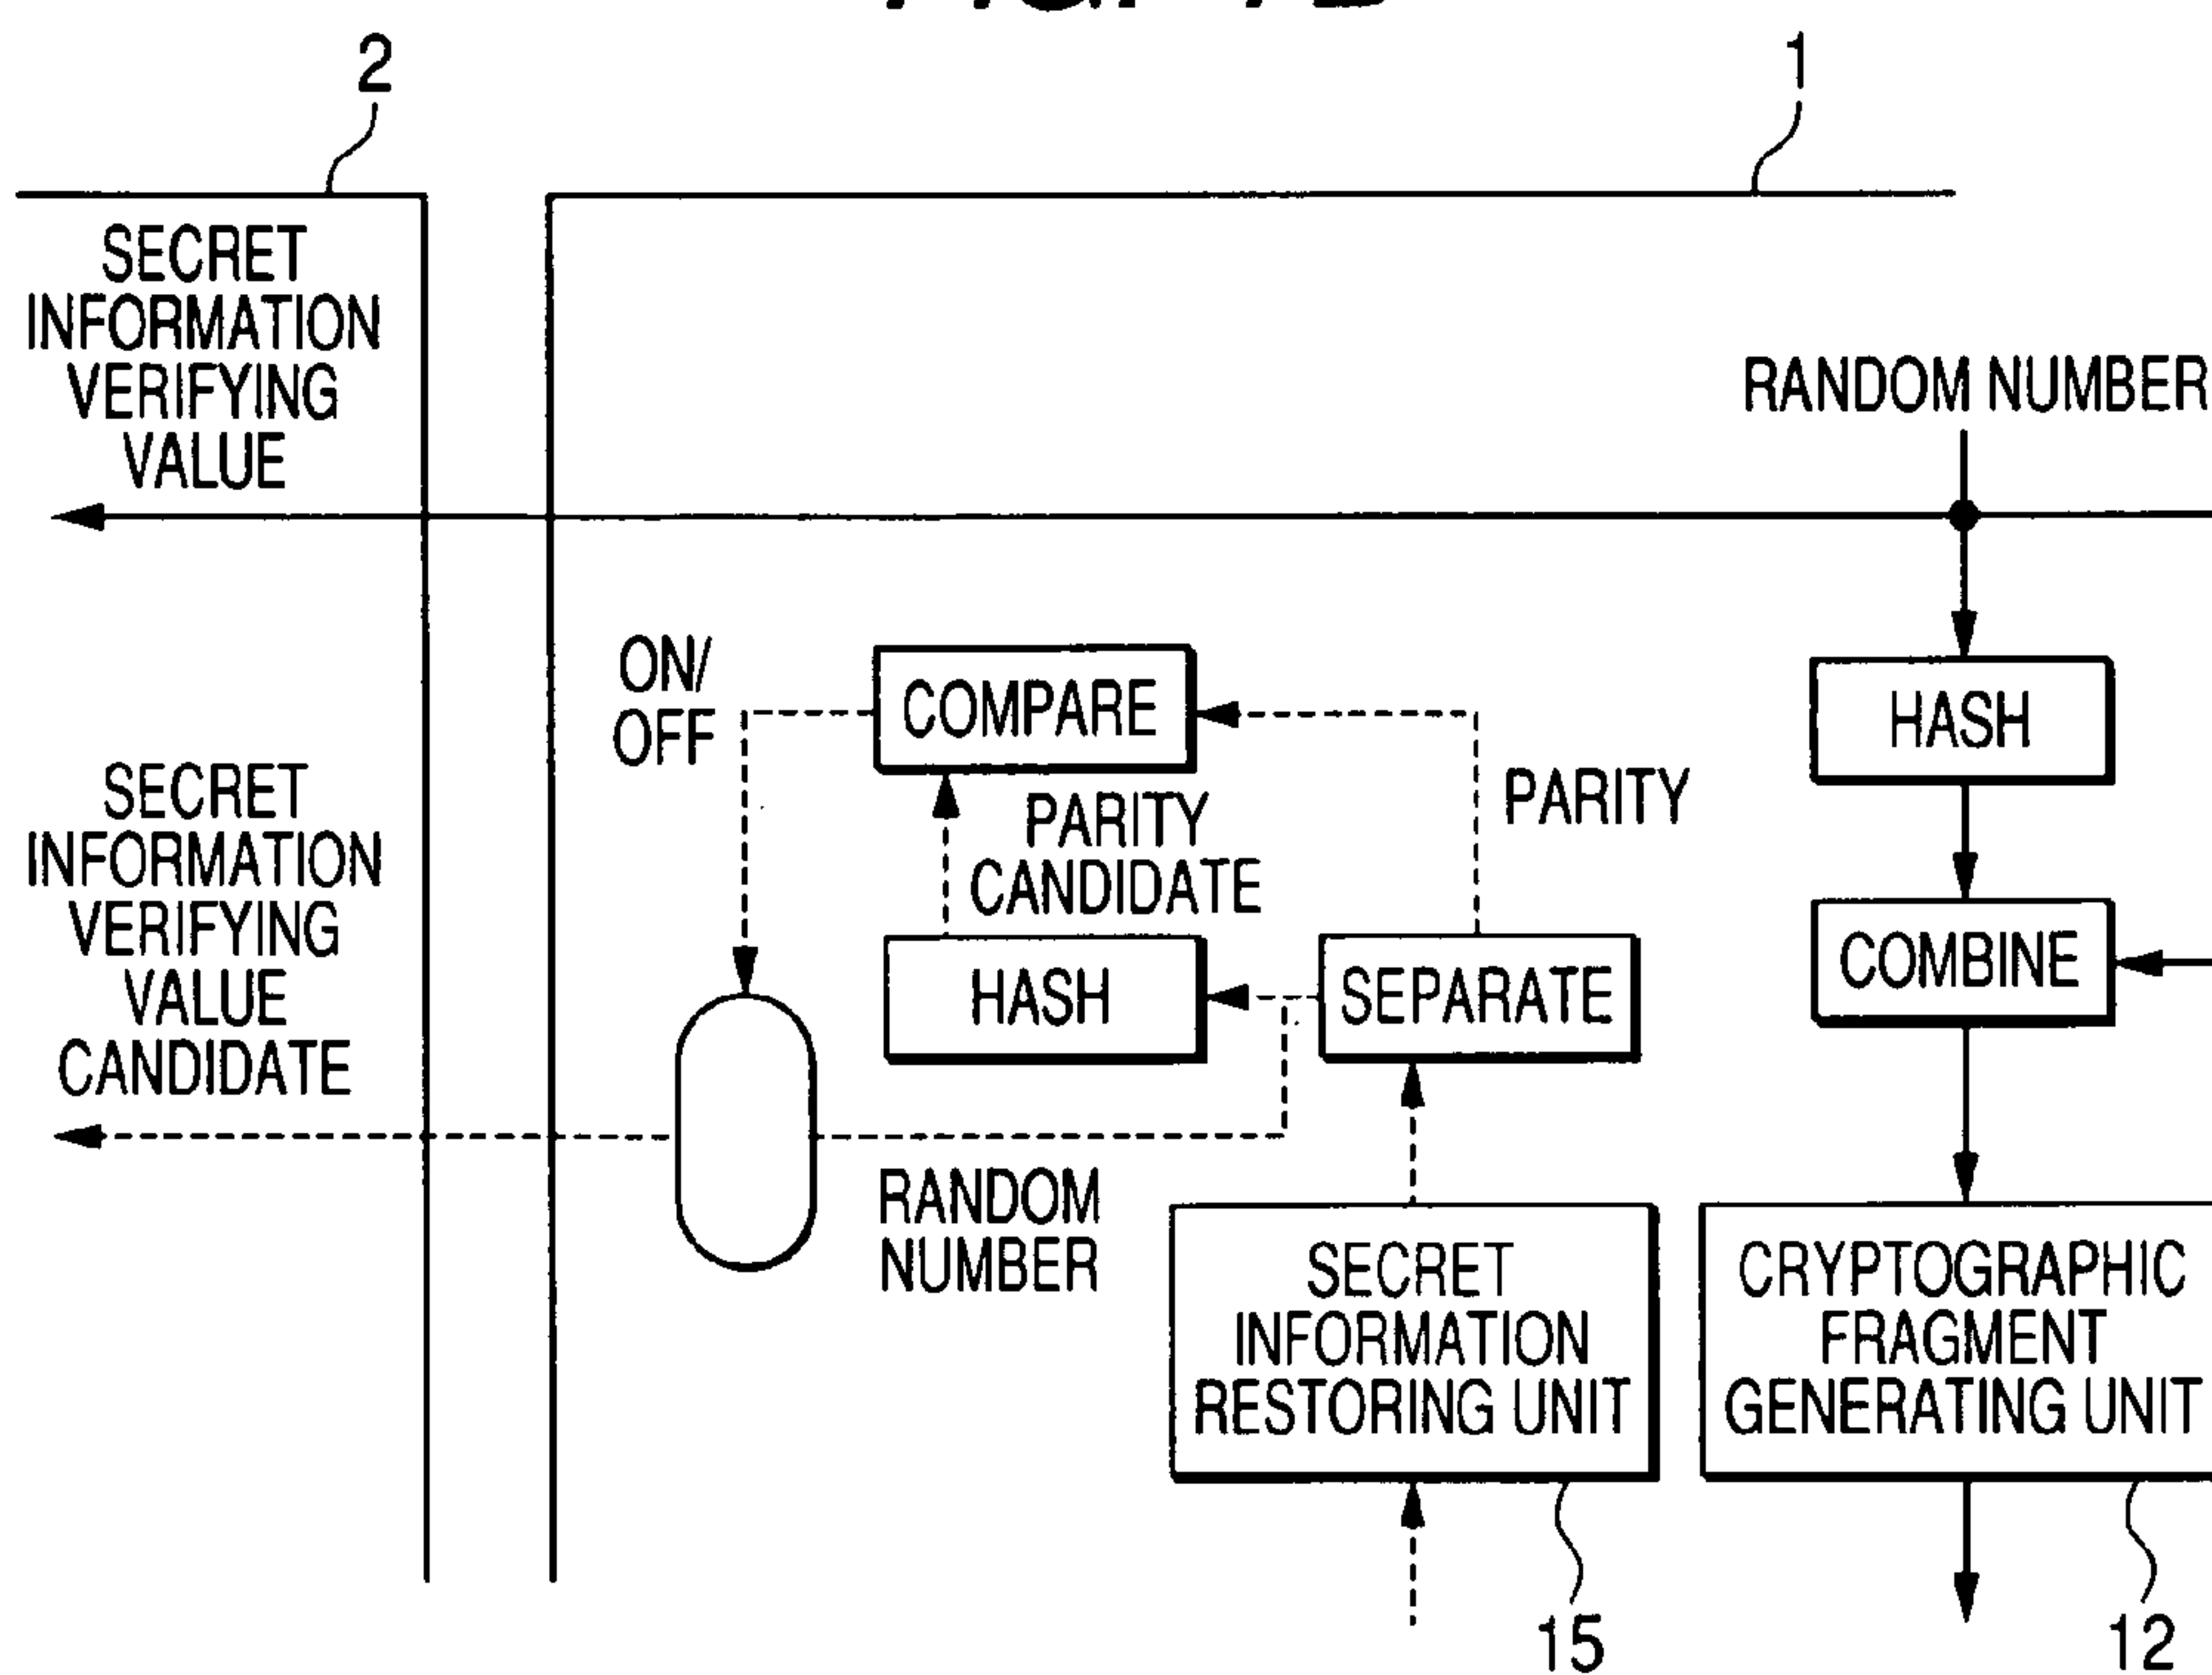 2
1
SECRET
INFORMATION
VERIFYING
VALUE
RANDOM NUMBER
ON/
OFF
COMPARE
HASH
PARITY
PARITY
CANDIDATE
SECRET
INFORMATION
VERIFYING
VALUE
CANDIDATE
HASH
SEPARATE
COMBINE
RANDOM
NUMBER
SECRET
INFORMATION
RESTORING UNIT
CRYPTOGRAPHIC
FRAGMENT
GENERATING UNIT
15
12